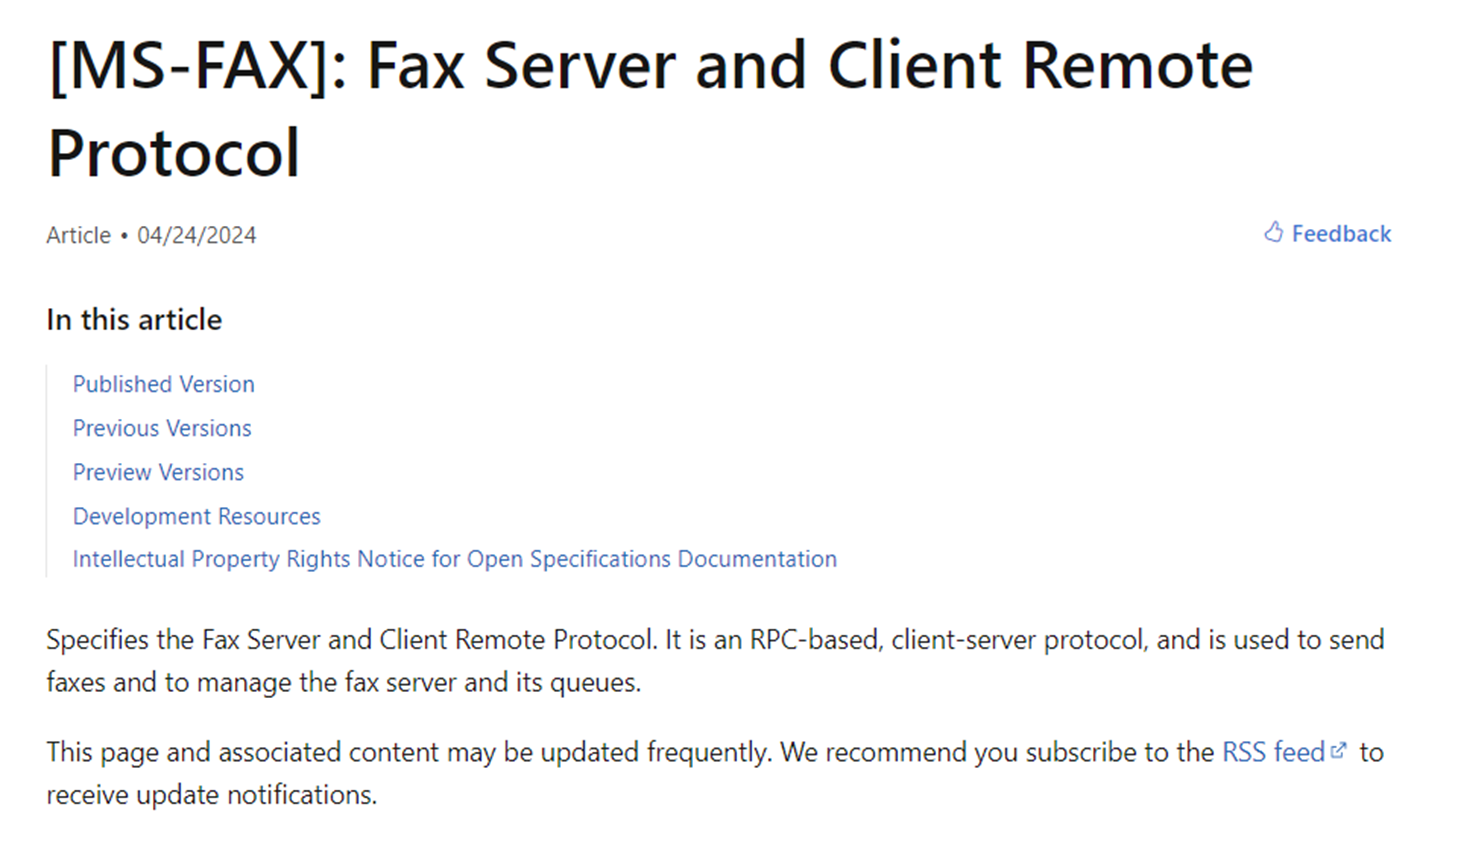 [MS-FAX]: Fax Server and Client Remote
Protocol
Article • 04/24/2024
Feedback
In this article
Published Version
Previous Versions
Preview Versions
Development Resources
Intellectual Property Rights Notice for Open Specifications Documentation
Specifies the Fax Server and Client Remote Protocol. It is an RPC-based, client-server protocol, and is used to send
faxes and to manage the fax server and its queues.
This page and associated content may be updated frequently. We recommend you subscribe to the RSS feed to
receive update notifications.